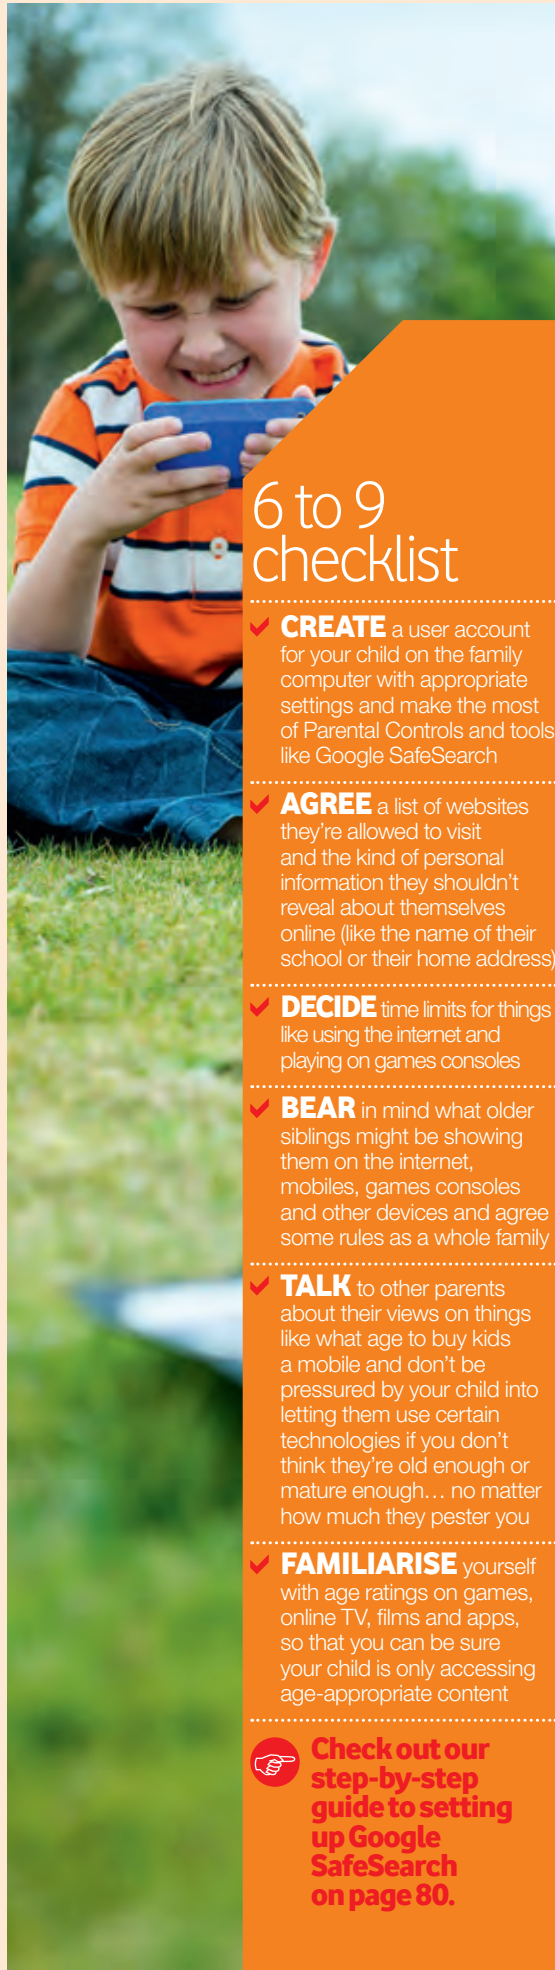 6 to 9
checklist
CREATE a user account
for your child on the family
computer with appropriate
settings and make the most
of Parental Controls and tools
like Google SafeSearch
AGREE a list of websites
they're allowed to visit
and the kind of personal
information they shouldn't
reveal about themselves
online (like the name of their
school or their home address)
DECIDE time limits for things
like using the internet and
playing on games consoles
BEAR in mind what older
siblings might be showing
them on the internet,
mobiles, games consoles
and other devices and agree
some rules as a whole family
TALK to other parents
about their views on things
like what age to buy kids
a mobile and don't be
pressured by your child into
letting them use certain
technologies if you don't
think they're old enough or
mature enough… no matter
how much they pester you
FAMILIARISE yourself
with age ratings on games,
online TV, films and apps,
so that you can be sure
your child is only accessing
age-appropriate content
Check out our
step-by-step
guide to setting
up Google
SafeSearch
on page 80.